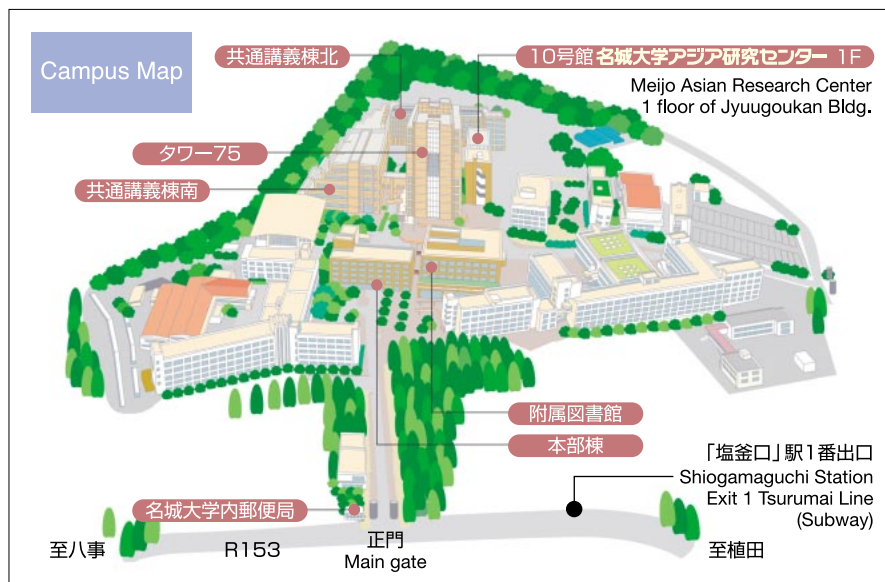 Campus Map
共通講義棟北
10号館 名城大学アジア研究センター 1F
Meijo Asian Research Center
1 floor of Jyuugoukan Bldg.
タワー75
共通講義棟南
附属図書館
本部棟
「塩釜口」駅1番出口
Shiogamaguchi Station
Exit 1 Tsurumai Line
(Subway)
名城大学内郵便局
至八事
R153
正門
Main gate
至植田